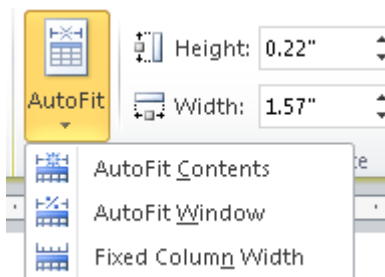 Height: 0.22"
AutoFit
Width: 1.57"
AutoFit Contents
AutoFit Window
Fixed Column Width